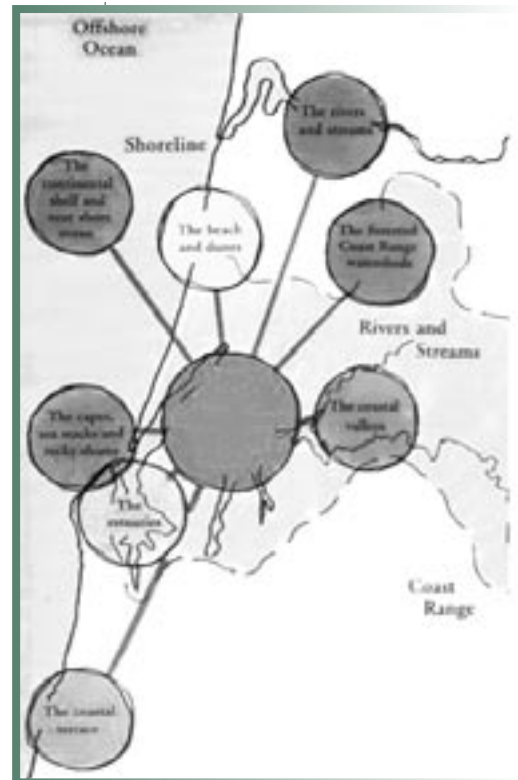 Offshore
Ocean
The rivers
and streams
Shoreline
The
continental
shelf and
near shore
ocean
The beach
and dunes
The forested
Coast Range
watersheds
Rivers and
Streams
The capes,
sea stacks and
rocky shores
The coastal
valleys
The
estuaries
Coast
Range
The coastal
terrace